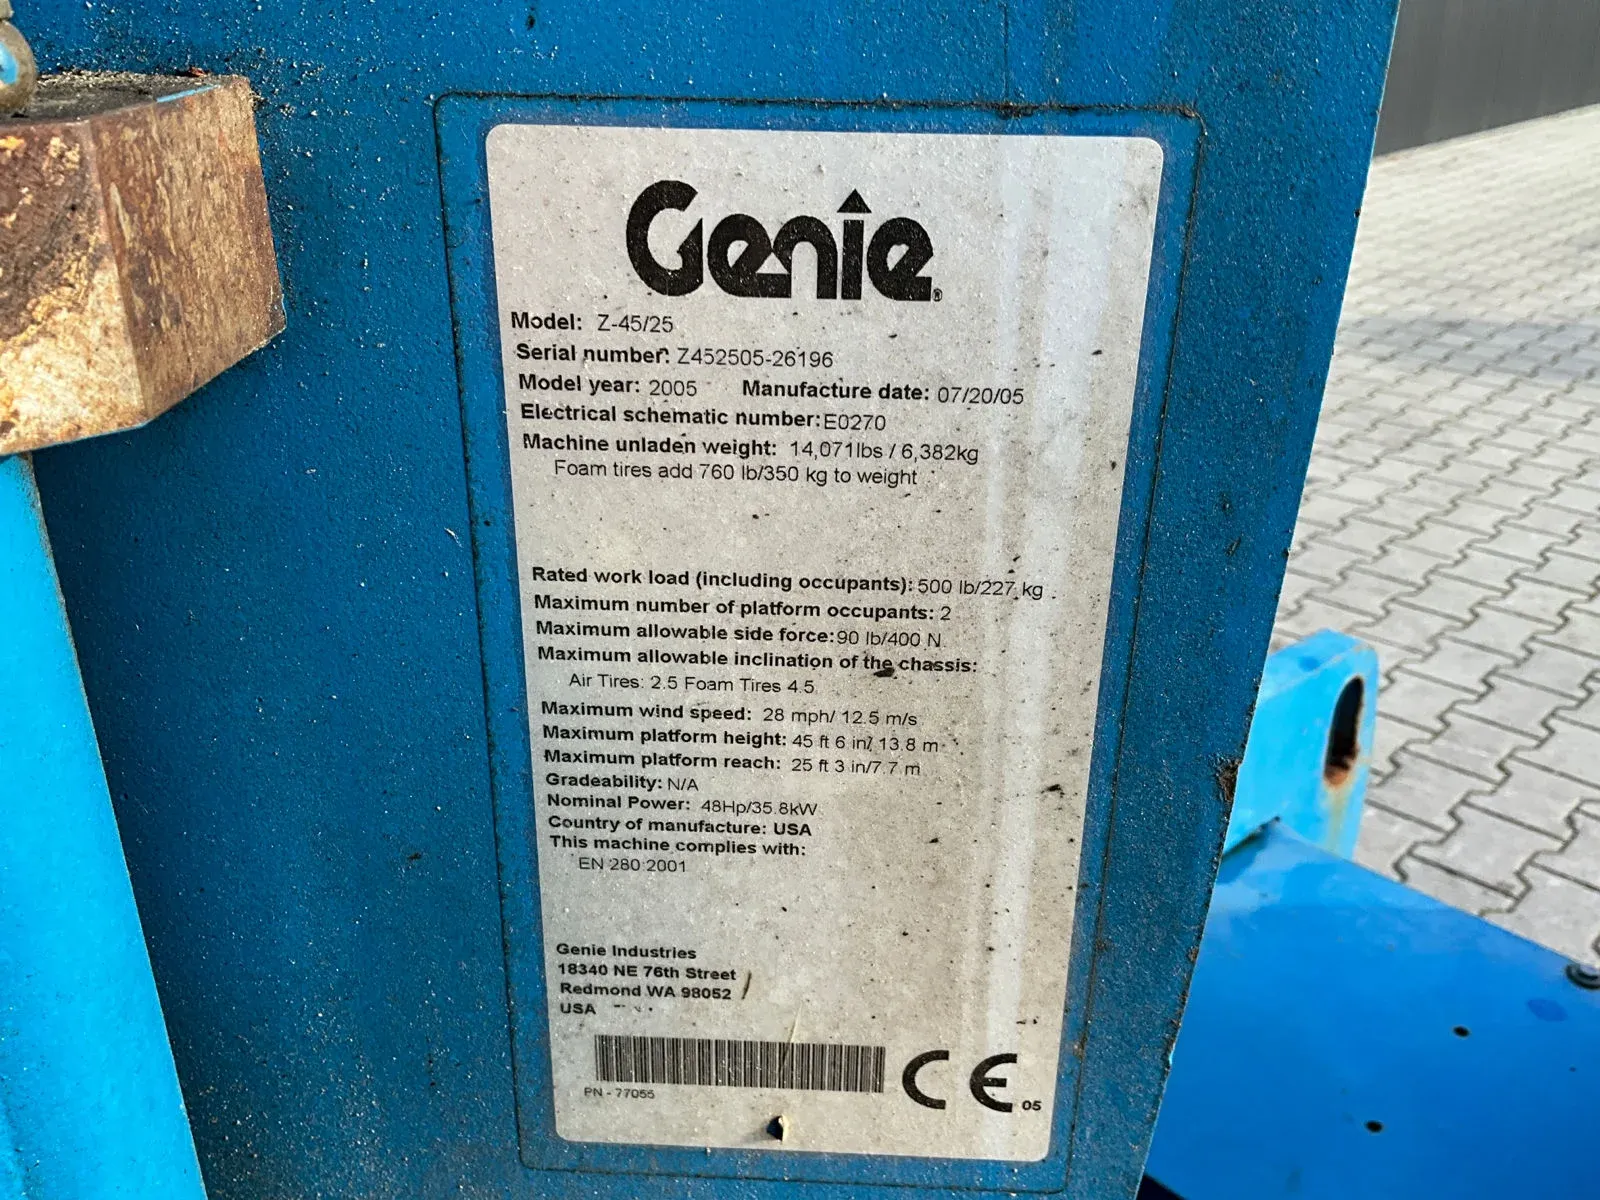 Genie
Model: Z-45/25
Serial number: Z452505-26196
Model year: 2005 Manufacture date: 07/20/05
Electrical schematic number: E0270
Machine unladen weight: 14,071lbs / 6,382kg
Foam tires add 760 lb/350 kg to weight
Rated work load (including occupants): 500 lb/227 kg
Maximum number of platform occupants: 2
Maximum allowable side force: 90 lb/400 N
Maximum allowable inclination of the chassis:
Air Tires: 2.5 Foam Tires 4.5
Maximum wind speed: 28 mph/ 12.5 m/s
Maximum platform height: 45 ft 6 in/ 13.8 m
Maximum platform reach: 25 ft 3 in/7.7 m
Gradeability: N/A
Nominal Power: 48Hp/35.8kW
Country of manufacture: USA
This machine complies with:
EN 280:2001
Genie Industries
18340 NE 76th Street
Redmond WA 98052
USA
PN - 77055
CE 05